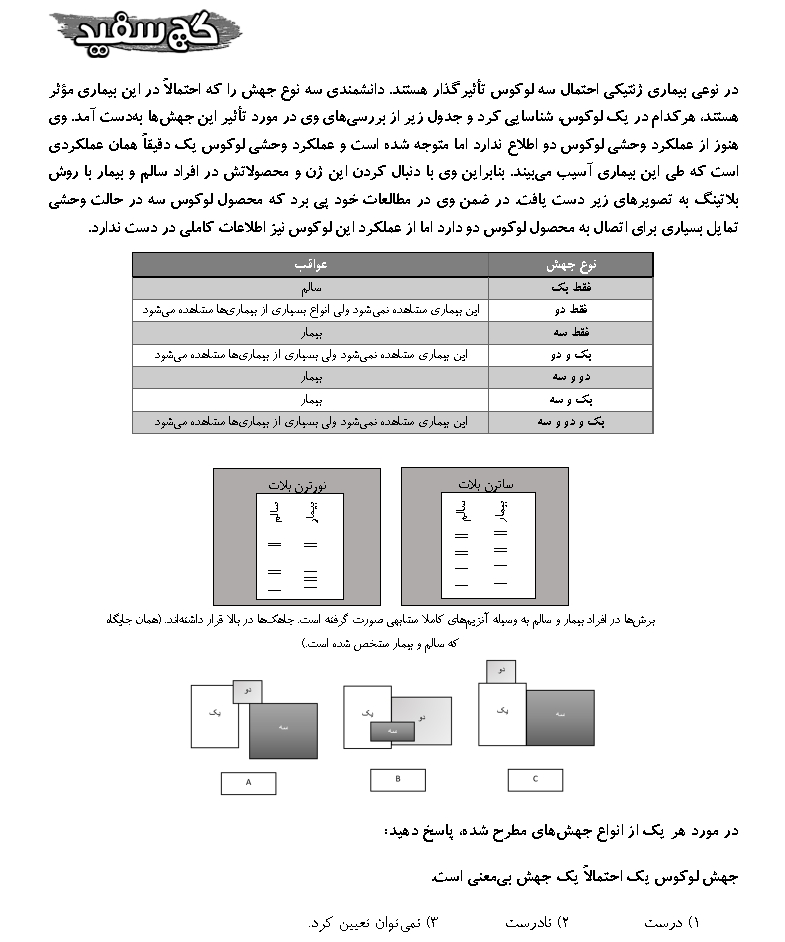 گچ سفید
در نوعی بیماری ژنتیکی احتمال سه لوکوس تأثیر گذار هستند. دانشمندی سه نوع جهش را که احتمالاً در این بیماری مؤثر
هستند، هرکدام در یک لوکوس، شناسایی کرد و جدول زیر از بررسی‌های وی در مورد تأثیر این جهش‌ها به‌دست آمد. وی
هنوز از عملکرد وحشی لوکوس دو اطلاع ندارد اما متوجه شده است و عملکرد وحشی لوکوس یک دقیقاً همان عملکردی
است که طی این بیماری آسیب می‌بیند. بنابراین وی با دنبال کردن این ژن و محصولاتش در افراد سالم و بیمار با روش
بلاتینگ به تصویرهای زیر دست یافت. در ضمن وی در مطالعات خود پی برد که محصول لوکوس سه در حالت وحشی
تمایل بسیاری برای اتصال به محصول لوکوس دو دارد اما از عملکرد این لوکوس نیز اطلاعات کاملی در دست ندارد.
نوع جهش عواقب
فقط یک سالم
فقط دو این بیماری مشاهده نمی‌شود ولی انواع بسیاری از بیماری‌ها مشاهده می‌شود
فقط سه بیمار
یک و دو این بیماری مشاهده نمی‌شود ولی بسیاری از بیماری‌ها مشاهده می‌شود
دو و سه بیمار
یک و سه بیمار
یک و دو و سه این بیماری مشاهده نمی‌شود ولی بسیاری از بیماری‌ها مشاهده می‌شود
ساترن بلات
بیمار سالم
نورترن بلات
بیمار سالم
برش‌ها در افراد بیمار و سالم به وسیله آنزیم‌های کاملا مشابهی صورت گرفته است. چاهک‌ها در بالا قرار داشته‌اند. (همان جایگاه
که سالم و بیمار مشخص شده است.)
دو
یک
سه
A
یک
دو
سه
B
دو
یک
سه
C
در مورد هر یک از انواع جهش‌های مطرح شده، پاسخ دهید:
جهش لوکوس یک احتمالاً یک جهش بی‌معنی است.
۱) درست ۲) نادرست ۳) نمی‌توان تعیین کرد.